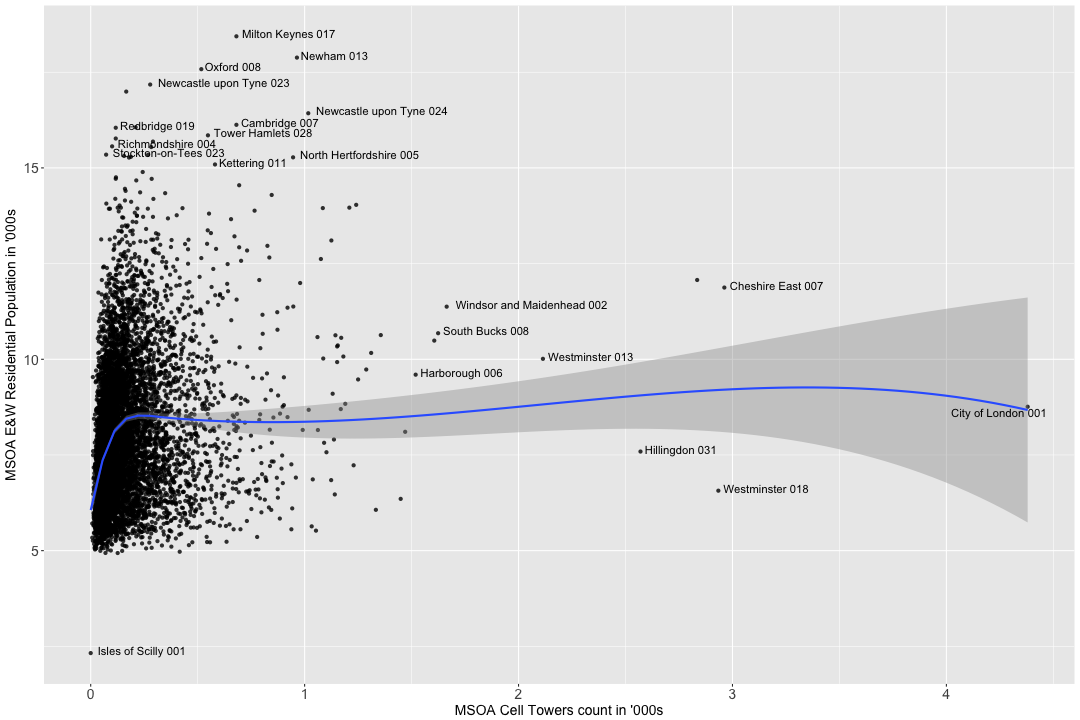 Milton Keynes 017
Newham 013
Oxford 008
Newcastle upon Tyne 023
Newcastle upon Tyne 024
Redbridge 019
Cambridge 007
Tower Hamlets 028
Richmondshire 004
Stockton-on-Tees 023
North Hertfordshire 005
Kettering 011
15
Cheshire East 007
Windsor and Maidenhead 002
South Bucks 008
Westminster 013
10
Harborough 006
City of London 001
Hillingdon 031
Westminster 018
5
Isles of Scilly 001
0 1 2 3 4
MSOA Cell Towers count in '000s
MSOA E&W Residential Population in '000s